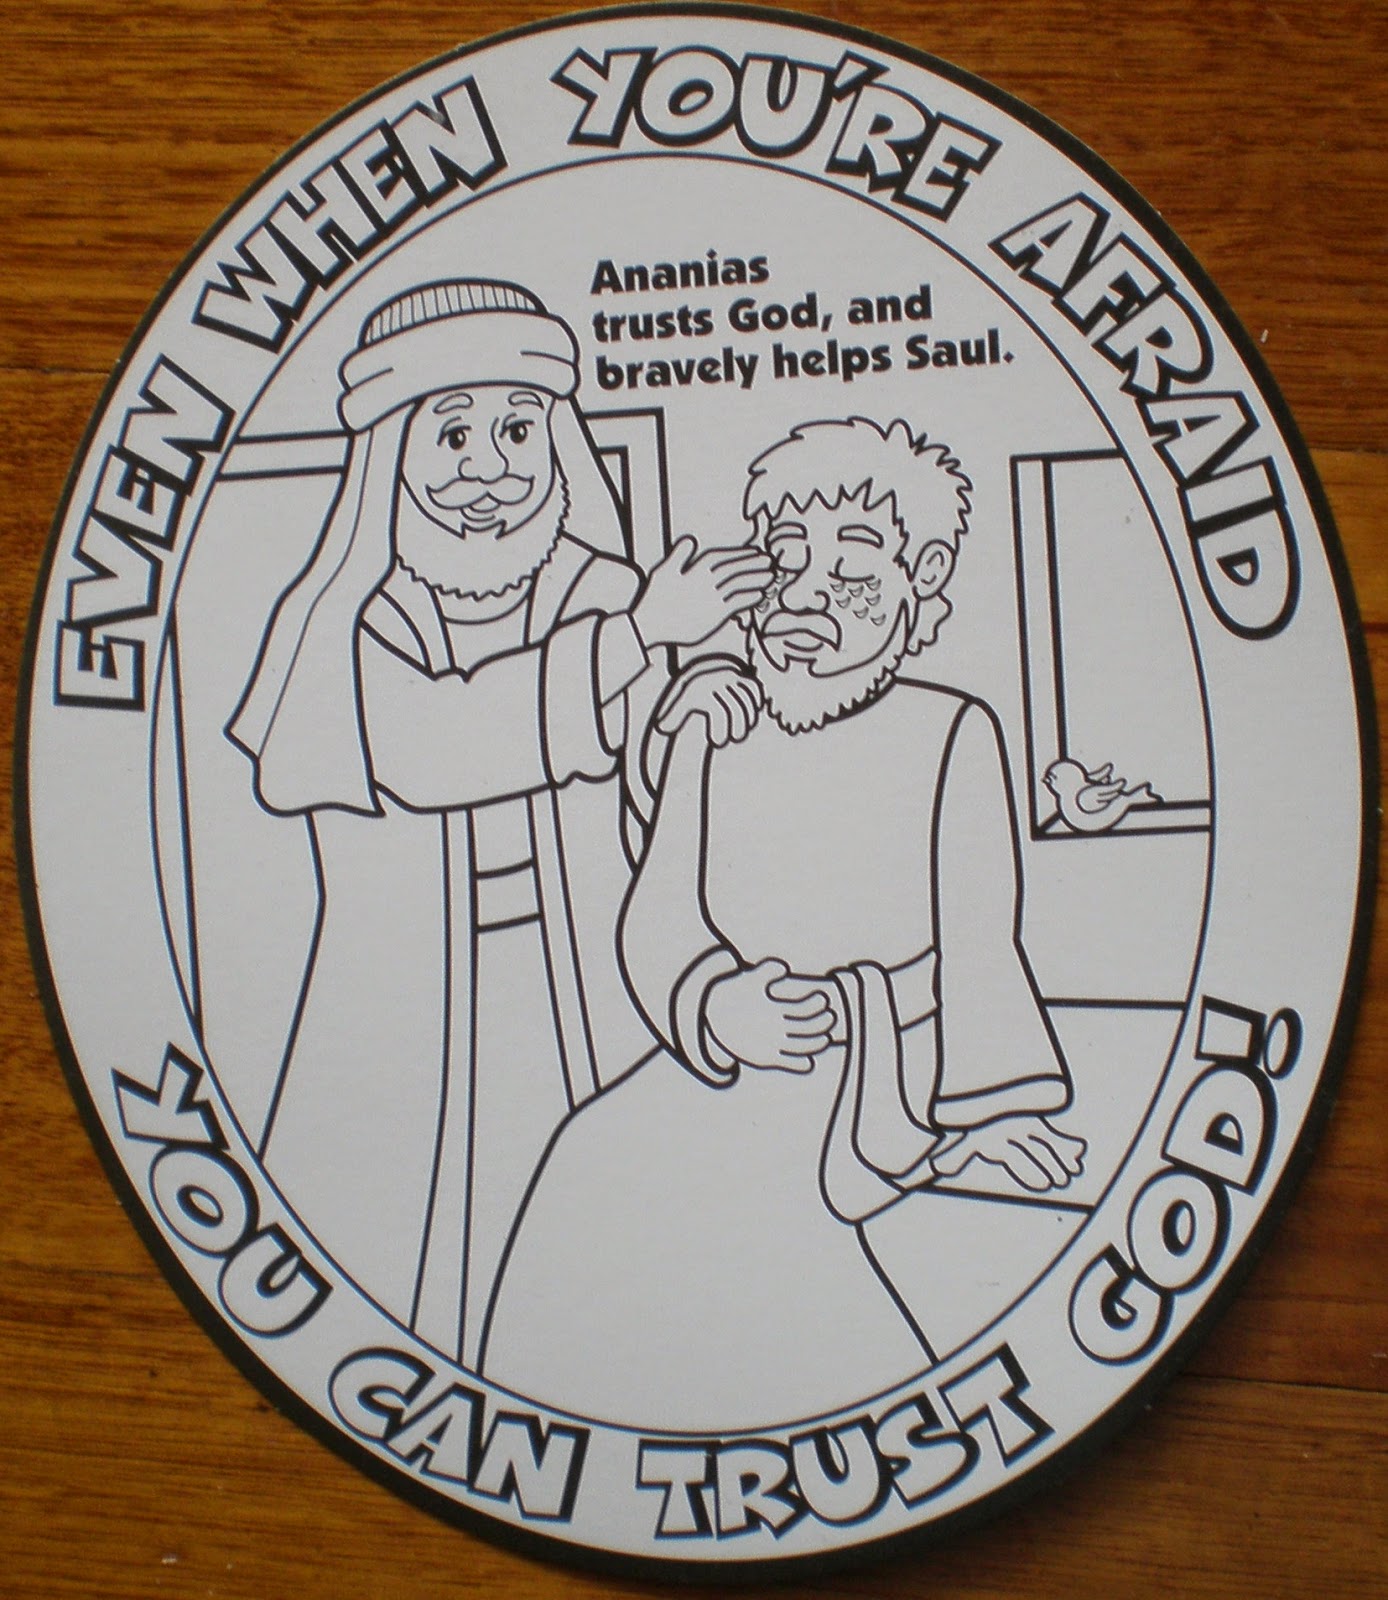 EVEN WHEN YOU'RE AFRAID
Ananias
trusts God, and
bravely helps Saul.
YOU CAN TRUST GOD!